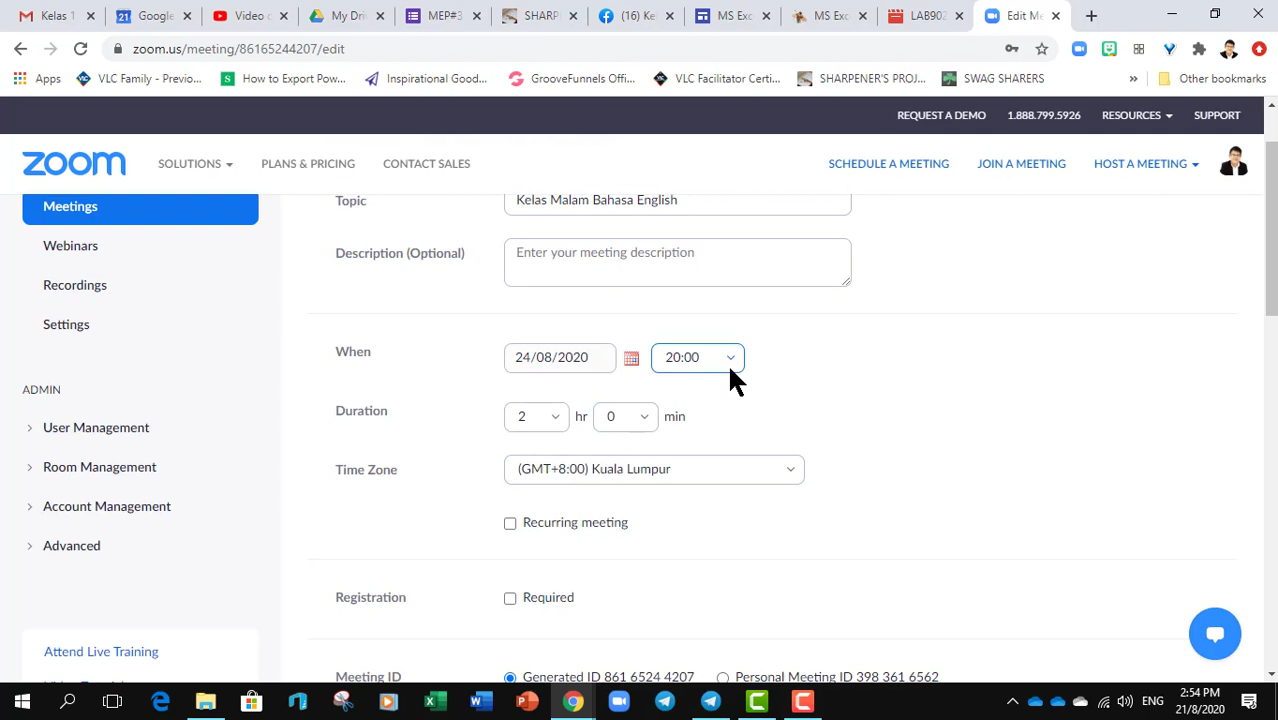 Kelas 1
Google
Video c
My Driv
MEP#3
SHARP
(16) Ke
MS Exc
MS Exc
LAB902
Edit Me
zoom.us/meeting/86165244207/edit
Apps
VLC Family - Previo...
How to Export Pow...
Inspirational Good...
GrooveFunnels Offi...
VLC Facilitator Certi...
SHARPENER'S PROJ...
SWAG SHARERS
Other bookmarks
REQUEST A DEMO
1.888.799.5926
RESOURCES
SUPPORT
zoom
SOLUTIONS
PLANS & PRICING
CONTACT SALES
SCHEDULE A MEETING
JOIN A MEETING
HOST A MEETING
Meetings
Webinars
Recordings
Settings
ADMIN
User Management
Room Management
Account Management
Advanced
Attend Live Training
Topic
Kelas Malam Bahasa English
Description (Optional)
Enter your meeting description
When
24/08/2020
20:00
Duration
2 hr 0 min
Time Zone
(GMT+8:00) Kuala Lumpur
Recurring meeting
Registration
Required
Meeting ID
Generated ID 861 6524 4207
Personal Meeting ID 398 361 6562
ENG
2:54 PM
21/8/2020